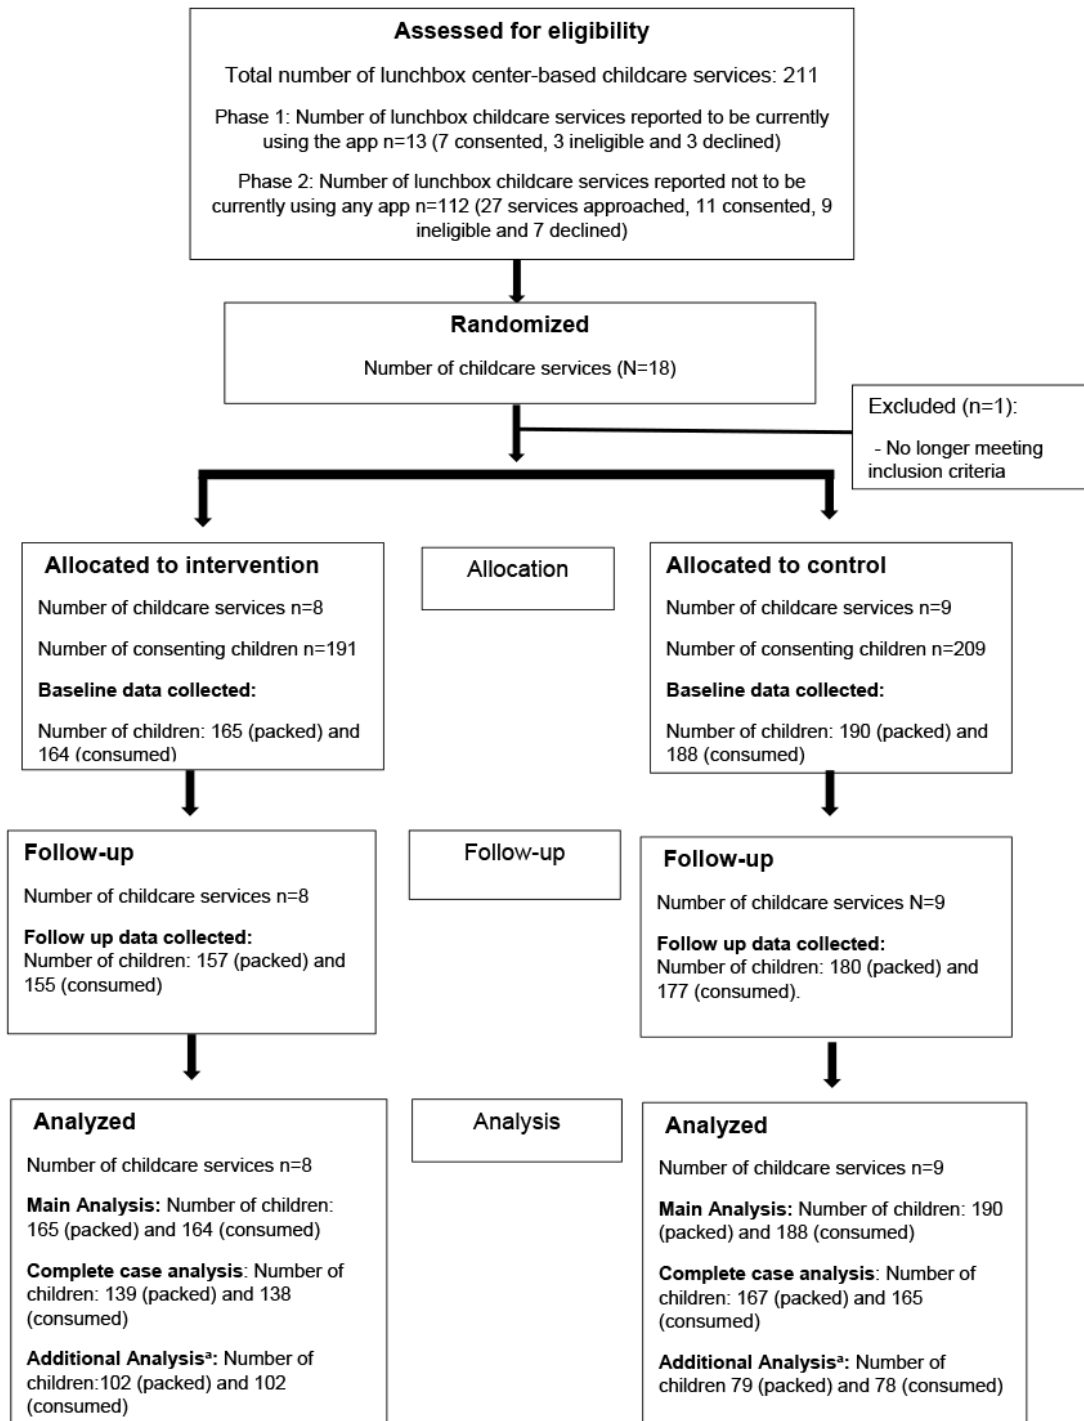 Assessed for eligibility
Total number of lunchbox center-based childcare services: 211
Phase 1: Number of lunchbox childcare services reported to be currently
using the app n=13 (7 consented, 3 ineligible and 3 declined)
Phase 2: Number of lunchbox childcare services reported not to be
currently using any app n=112 (27 services approached, 11 consented, 9
ineligible and 7 declined)
Randomized
Number of childcare services (N=18)
Excluded (n=1):
- No longer meeting
inclusion criteria
Allocated to intervention
Number of childcare services n=8
Number of consenting children n=191
Baseline data collected:
Number of children: 165 (packed) and
164 (consumed)
Allocation
Allocated to control
Number of childcare services n=9
Number of consenting children n=209
Baseline data collected:
Number of children: 190 (packed) and
188 (consumed)
Follow-up
Number of childcare services n=8
Follow up data collected:
Number of children: 157 (packed) and
155 (consumed)
Follow-up
Follow-up
Number of childcare services N=9
Follow up data collected:
Number of children: 180 (packed) and
177 (consumed).
Analyzed
Number of childcare services n=8
Main Analysis: Number of children:
165 (packed) and 164 (consumed)
Complete case analysis: Number of
children: 139 (packed) and 138
(consumed)
Additional Analysisª: Number of
children:102 (packed) and 102
(consumed)
Analysis
Analyzed
Number of childcare services n=9
Main Analysis: Number of children: 190
(packed) and 188 (consumed)
Complete case analysis: Number of
children: 167 (packed) and 165
(consumed)
Additional Analysisª: Number of
children 79 (packed) and 78 (consumed)